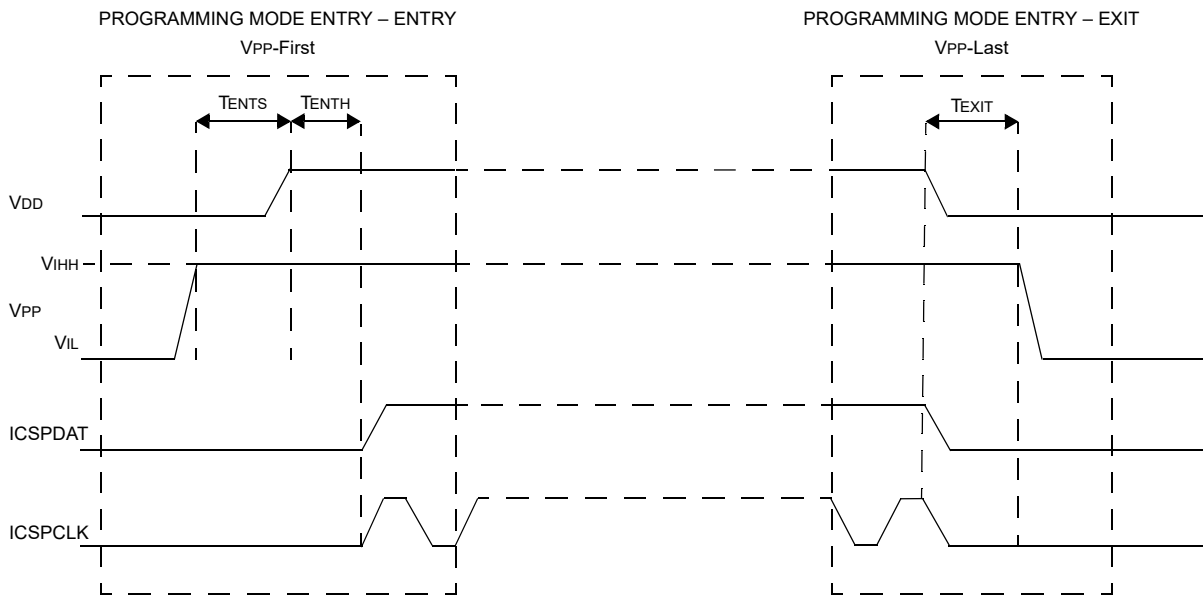 PROGRAMMING MODE ENTRY – ENTRY
VPP-First
PROGRAMMING MODE ENTRY – EXIT
VPP-Last
TENTS
TENTH
TEXIT
VDD
VIHH
VPP
VIL
ICSPDAT
ICSPCLK